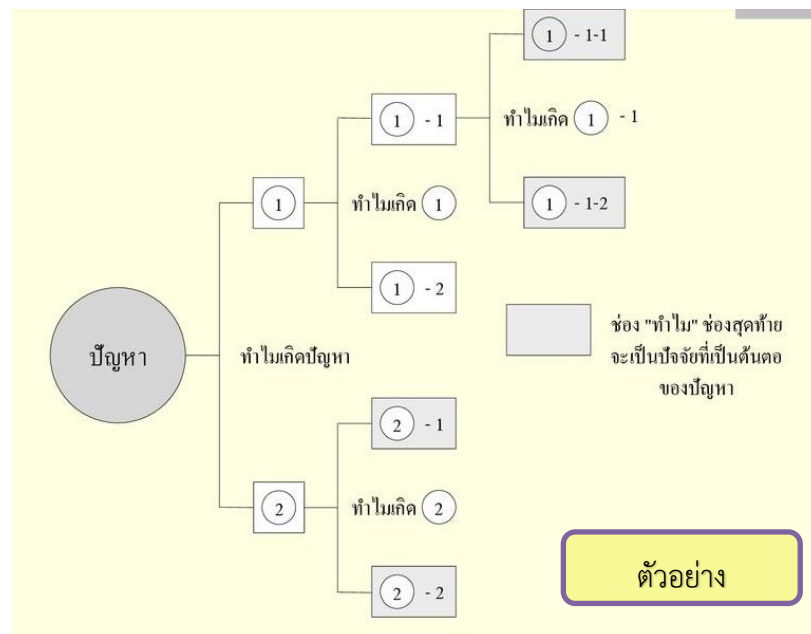 1 - 1-1
1 - 1
ทำไมเกิด 1 - 1
1
ทำไมเกิด 1
1 - 1-2
1 - 2
ช่อง "ทำไม" ช่องสุดท้าย
จะเป็นปัจจัยที่เป็นต้นตอ
ของปัญหา
ปัญหา
ทำไมเกิดปัญหา
2 - 1
2
ทำไมเกิด 2
2 - 2
ตัวอย่าง